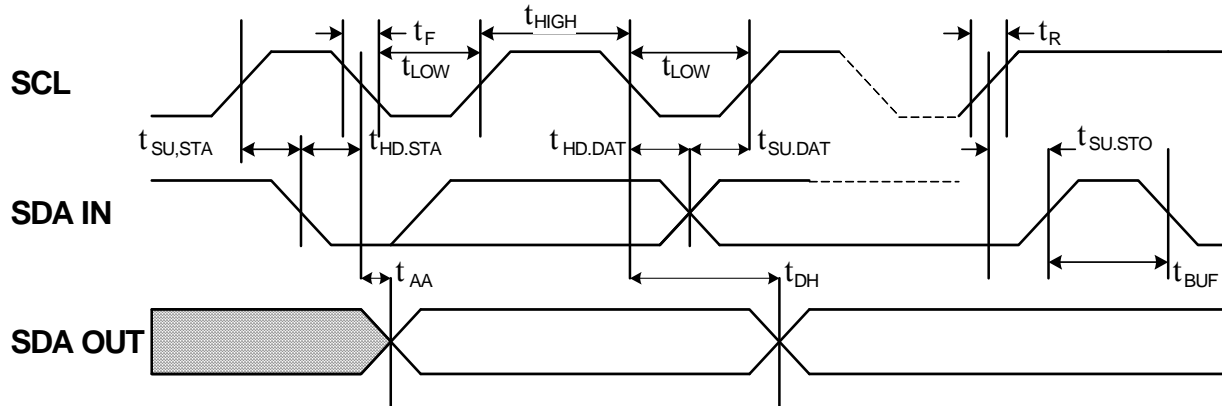 t_F
t_HIGH
t_R
t_LOW
t_LOW
SCL
t_SU,STA
t_HD.STA
t_HD.DAT
t_SU.DAT
t_SU.STO
SDA IN
t_AA
t_DH
t_BUF
SDA OUT